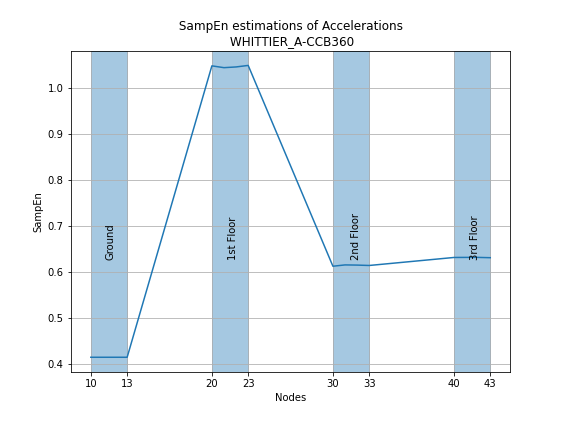 SampEn estimations of Accelerations
WHITTIER_A-CCB360
SampEn
1.0
0.9
0.8
0.7
0.6
0.5
0.4
Ground
1st Floor
2nd Floor
3rd Floor
10 13 20 23 30 33 40 43
Nodes